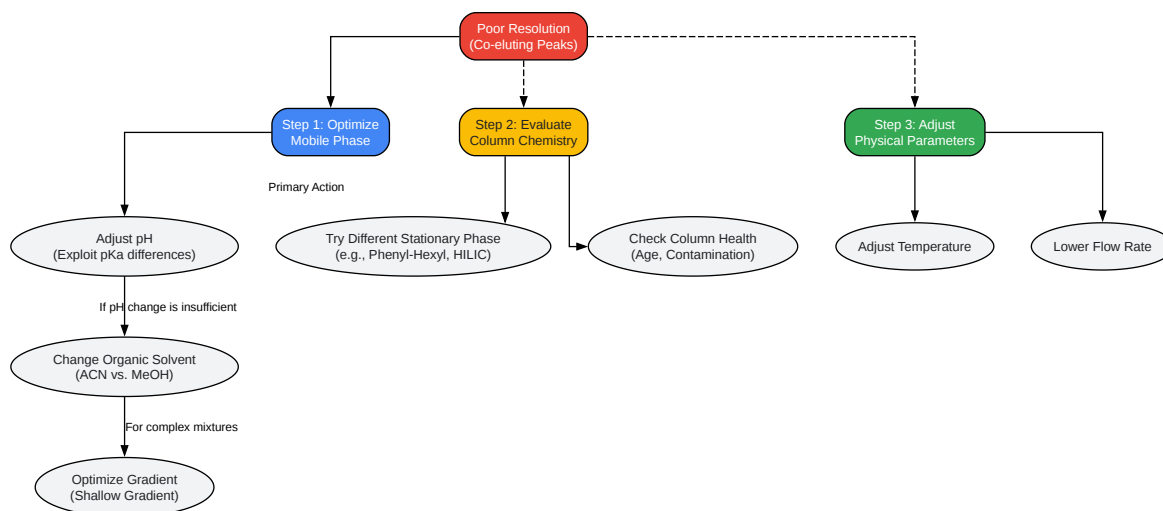 Poor Resolution
(Co-eluting Peaks)
Step 1: Optimize
Mobile Phase
Step 2: Evaluate
Column Chemistry
Step 3: Adjust
Physical Parameters
Primary Action
Adjust pH
(Exploit pKa differences)
Try Different Stationary Phase
(e.g., Phenyl-Hexyl, HILIC)
Check Column Health
(Age, Contamination)
Adjust Temperature
Lower Flow Rate
If pH change is insufficient
Change Organic Solvent
(ACN vs. MeOH)
For complex mixtures
Optimize Gradient
(Shallow Gradient)